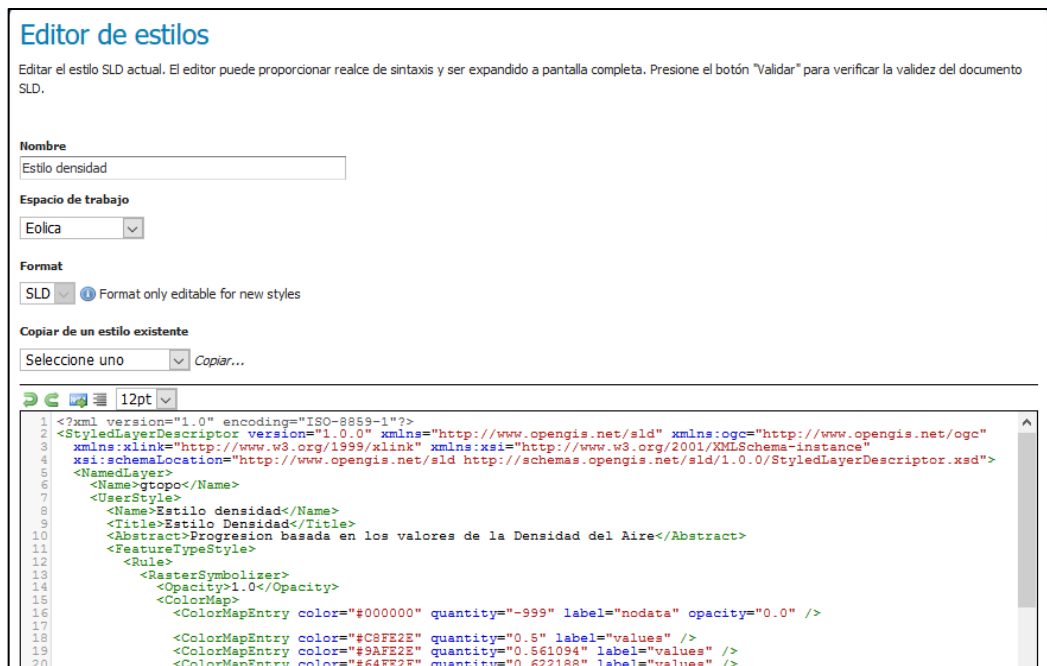 Editor de estilos
Editar el estilo SLD actual. El editor puede proporcionar realce de sintaxis y ser expandido a pantalla completa. Presione el botón "Validar" para verificar la validez del documento
SLD.
Nombre
Estilo densidad
Espacio de trabajo
Eolica
Format
SLD Format only editable for new styles
Copiar de un estilo existente
Seleccione uno Copiar...
12pt
1 <?xml version="1.0" encoding="ISO-8859-1"?>
2 <StyledLayerDescriptor version="1.0.0" xmlns="http://www.opengis.net/sld" xmlns:ogc="http://www.opengis.net/ogc"
3 xmlns:xlink="http://www.w3.org/1999/xlink" xmlns:xsi="http://www.w3.org/2001/XMLSchema-instance"
4 xsi:schemaLocation="http://www.opengis.net/sld http://schemas.opengis.net/sld/1.0.0/StyledLayerDescriptor.xsd">
5 <NamedLayer>
6 <Name>gtopo</Name>
7 <UserStyle>
8 <Name>Estilo densidad</Name>
9 <Title>Estilo Densidad</Title>
10 <Abstract>Progresion basada en los valores de la Densidad del Aire</Abstract>
11 <FeatureTypeStyle>
12 <Rule>
13 <RasterSymbolizer>
14 <Opacity>1.0</Opacity>
15 <ColorMap>
16 <ColorMapEntry color="#000000" quantity="-999" label="nodata" opacity="0.0" />
17
18 <ColorMapEntry color="#C8FE2E" quantity="0.5" label="values" />
19 <ColorMapEntry color="#9AFE2E" quantity="0.561094" label="values" />
20 <ColorMapEntry color="#64FE2E" quantity="0.622188" label="values" />